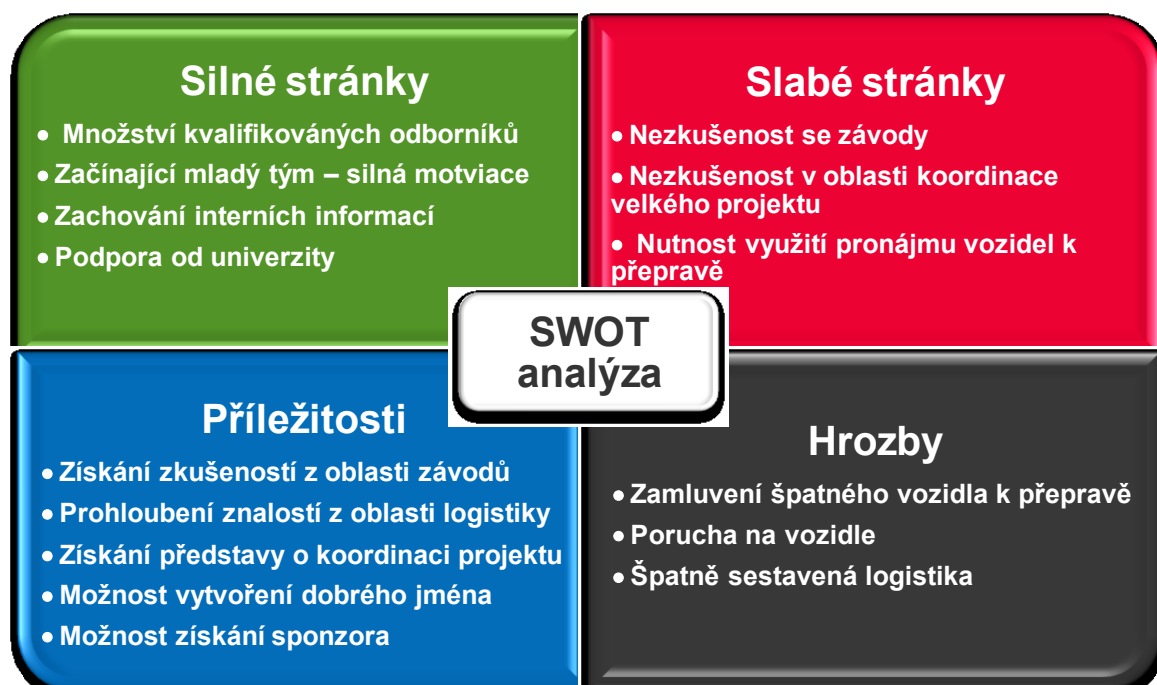 Silné stránky
• Množství kvalifikováných odborníků
• Začínající mladý tým – silná motviace
• Zachování interních informací
• Podpora od univerzity
Slabé stránky
• Nezkušenost se závody
• Nezkušenost v oblasti koordinace
velkého projektu
• Nutnost využití pronájmu vozidel k
přepravě
SWOT
analýza
Příležitosti
• Získání zkušeností z oblasti závodů
• Prohloubení znalostí z oblasti logistiky
• Získání představy o koordinaci projektu
• Možnost vytvoření dobrého jména
• Možnost získání sponzora
Hrozby
• Zamluvení špatného vozidla k přepravě
• Porucha na vozidle
• Špatně sestavená logistika